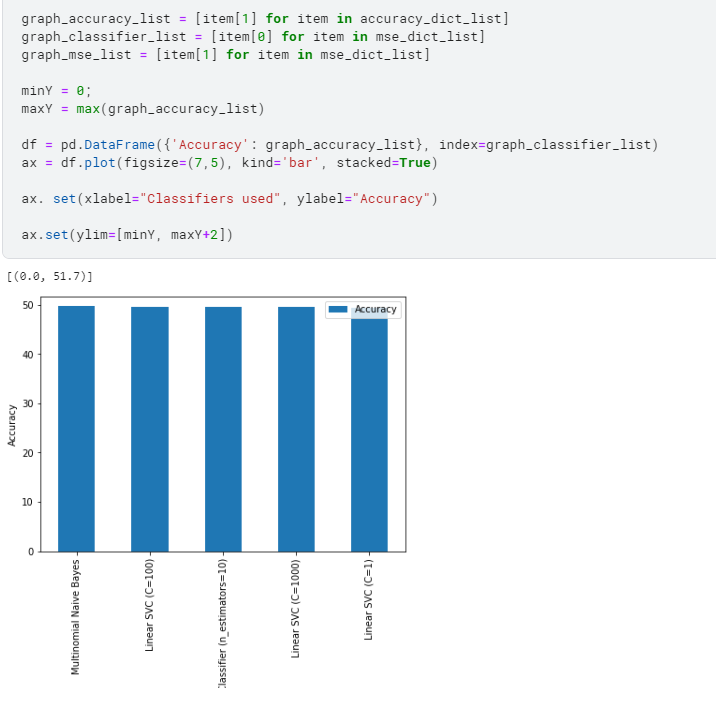 graph_accuracy_list = [item[1] for item in accuracy_dict_list]
graph_classifier_list = [item[0] for item in mse_dict_list]
graph_mse_list = [item[1] for item in mse_dict_list]
minY = 0;
maxY = max(graph_accuracy_list)
df = pd.DataFrame({'Accuracy': graph_accuracy_list}, index=graph_classifier_list)
ax = df.plot(figsize=(7,5), kind='bar', stacked=True)
ax. set(xlabel="Classifiers used", ylabel="Accuracy")
ax.set(ylim=[minY, maxY+2])
[(0.0, 51.7)]
Accuracy
50
40
30
20
10
0
Accuracy
Multinomial Naive Bayes
Linear SVC (C=100)
lassifier (n_estimators=10)
Linear SVC (C=1000)
Linear SVC (C=1)